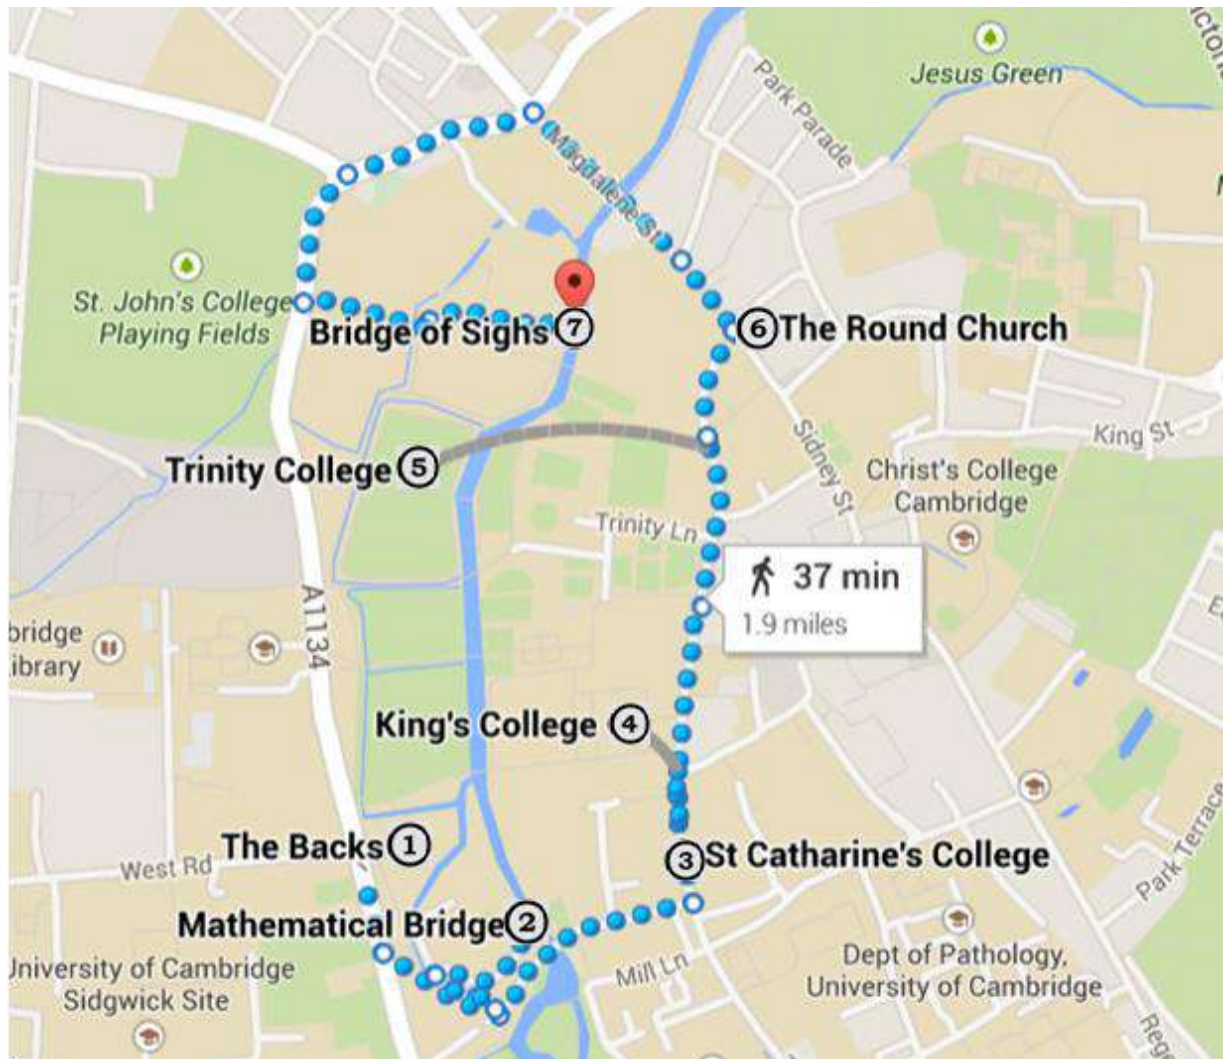 Jesus Green
Park Parade
Magdalene St
St. John's College
Playing Fields
Bridge of Sighs 7
6 The Round Church
King St
Sidney St
Trinity College 5
Christ's College
Cambridge
Trinity Ln
37 min
1.9 miles
A1134
bridge
ibrary
King's College 4
The Backs 1
3 St Catharine's College
West Rd
Park Terrace
Mathematical Bridge 2
Mill Ln
Dept of Pathology,
University of Cambridge
University of Cambridge
Sidgwick Site
Reg